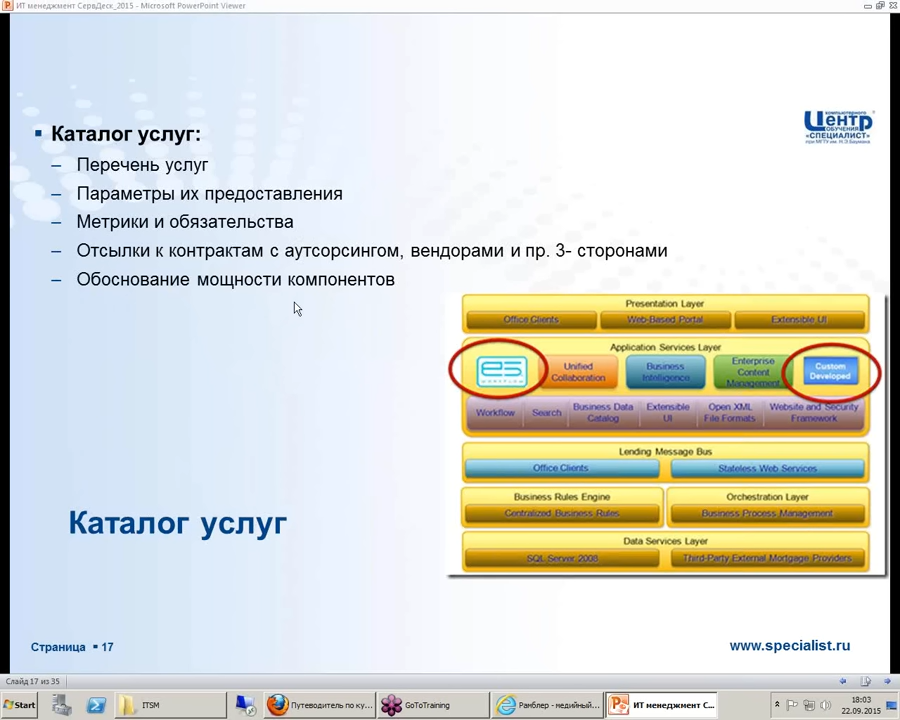 ИТ менеджмент СервДеск_2015 - Microsoft PowerPoint Viewer
Каталог услуг:
– Перечень услуг
– Параметры их предоставления
– Метрики и обязательства
– Отсылки к контрактам с аутсорсингом, вендорами и пр. 3- сторонами
– Обоснование мощности компонентов
компьютерного
Центр
ОБУЧЕНИЯ
«СПЕЦИАЛИСТ»
при МГТУ им. Н.Э.Баумана
Presentation Layer
Office Clients
Web-Based Portal
Extensible UI
Application Services Layer
Unified
Collaboration
Business
Intelligence
Enterprise
Content
Management
Custom
Developed
Workflow
Search
Business Data
Catalog
Extensible
UI
Open XML
File Formats
Website and Security
Framework
Lending Message Bus
Office Clients
Stateless Web Services
Business Rules Engine
Orchestration Layer
Centralized Business Rules
Business Process Management
Data Services Layer
SQL Server 2008
Third-Party External Mortgage Providers
Каталог услуг
Страница ▪ 17
www.specialist.ru
Слайд 17 из 35
Start
ITSM
Путеводитель по ку...
GoToTraining
Рамблер - медийный...
ИТ менеджмент С...
18:03
22.09.2015